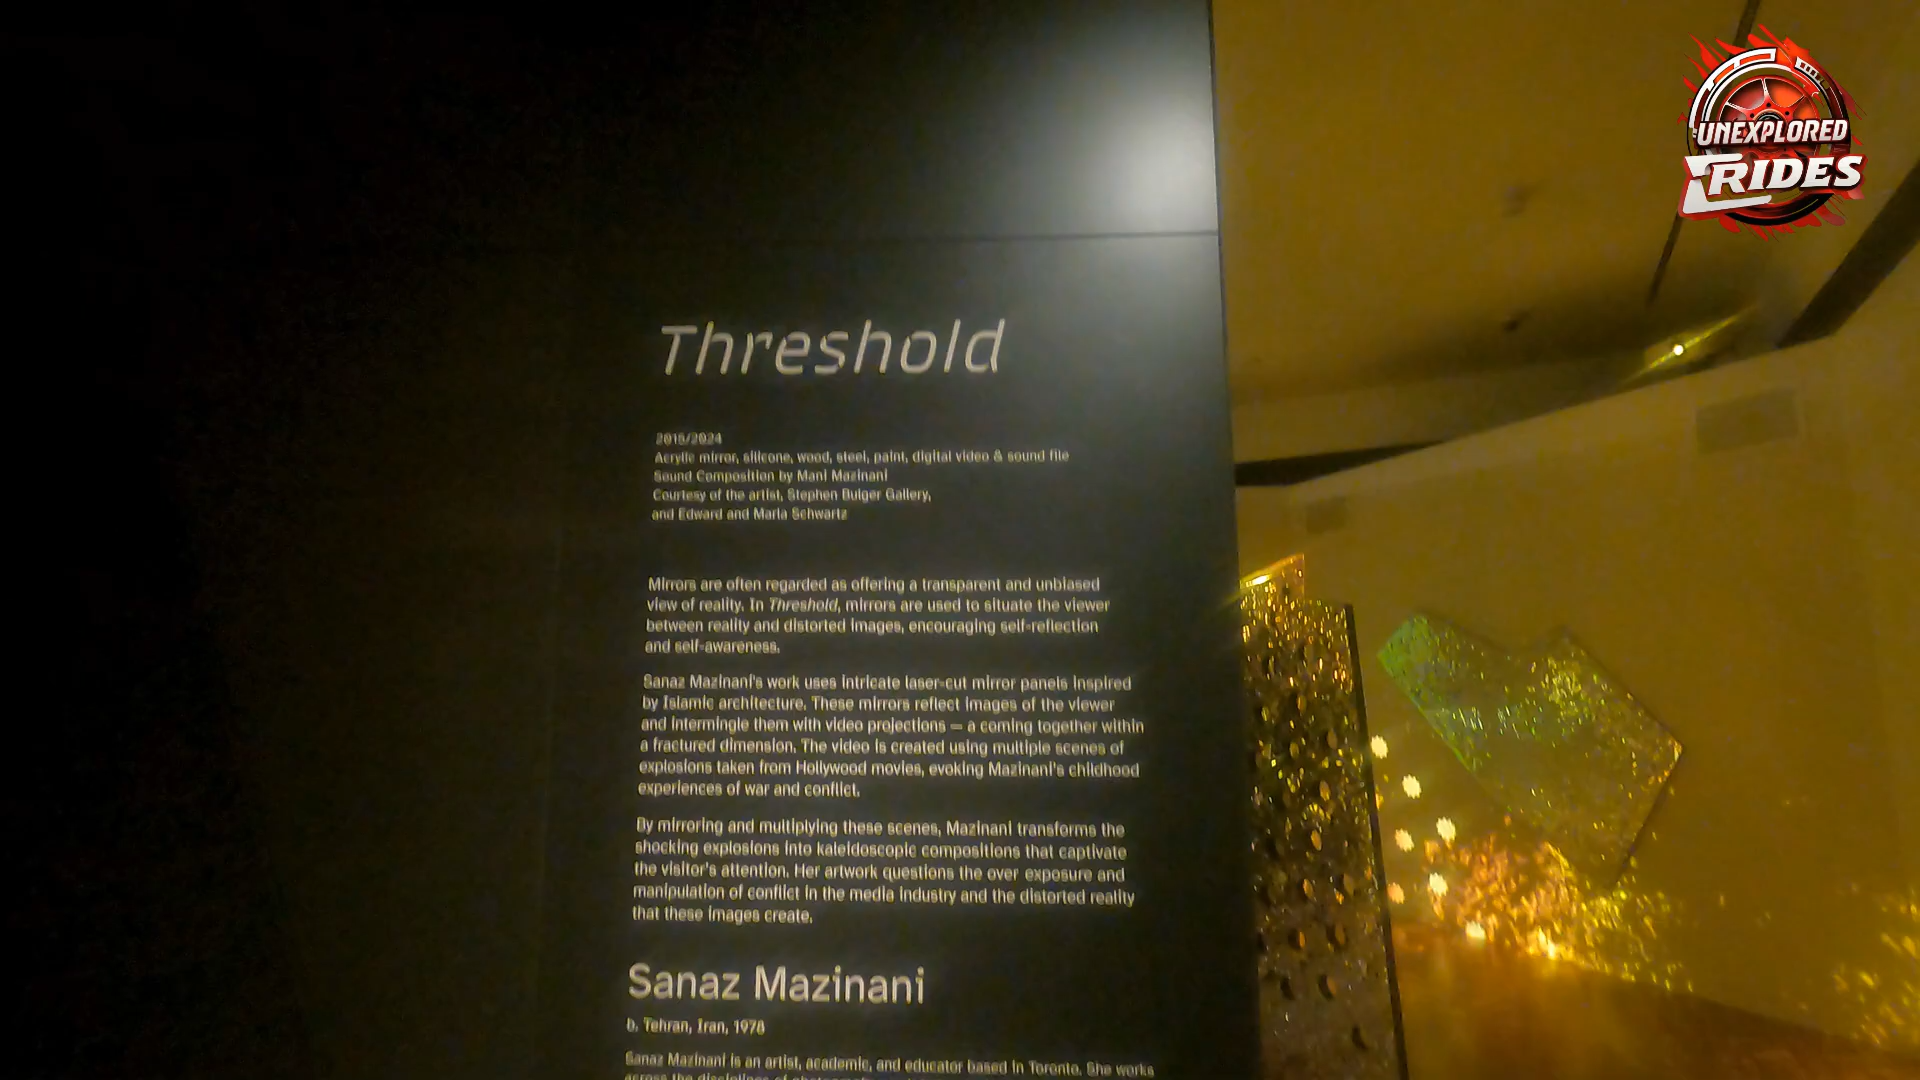 UNEXPLORED
RIDES
Threshold
2015/2024
Acrylic mirror, silicone, wood, steel, paint, digital video & sound file
Sound Composition by Mani Mazinani
Courtesy of the artist, Stephen Bulger Gallery,
and Edward and Marla Schwartz
Mirrors are often regarded as offering a transparent and unbiased
view of reality. In Threshold, mirrors are used to situate the viewer
between reality and distorted images, encouraging self-reflection
and self-awareness.
Sanaz Mazinani's work uses intricate laser-cut mirror panels inspired
by Islamic architecture. These mirrors reflect images of the viewer
and intermingle them with video projections — a coming together within
a fractured dimension. The video is created using multiple scenes of
explosions taken from Hollywood movies, evoking Mazinani's childhood
experiences of war and conflict.
By mirroring and multiplying these scenes, Mazinani transforms the
shocking explosions into kaleidoscopic compositions that captivate
the visitor's attention. Her artwork questions the over exposure and
manipulation of conflict in the media industry and the distorted reality
that these images create.
Sanaz Mazinani
b. Tehran, Iran, 1978
Sanaz Mazinani is an artist, academic, and educator based in Toronto. She works
across the disciplines of